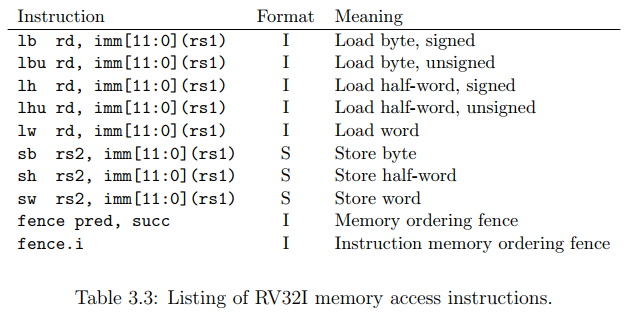 Instruction Format Meaning
lb rd, imm[11:0](rs1) I Load byte, signed
lbu rd, imm[11:0](rs1) I Load byte, unsigned
lh rd, imm[11:0](rs1) I Load half-word, signed
lhu rd, imm[11:0](rs1) I Load half-word, unsigned
lw rd, imm[11:0](rs1) I Load word
sb rs2, imm[11:0](rs1) S Store byte
sh rs2, imm[11:0](rs1) S Store half-word
sw rs2, imm[11:0](rs1) S Store word
fence pred, succ I Memory ordering fence
fence.i I Instruction memory ordering fence
Table 3.3: Listing of RV32I memory access instructions.